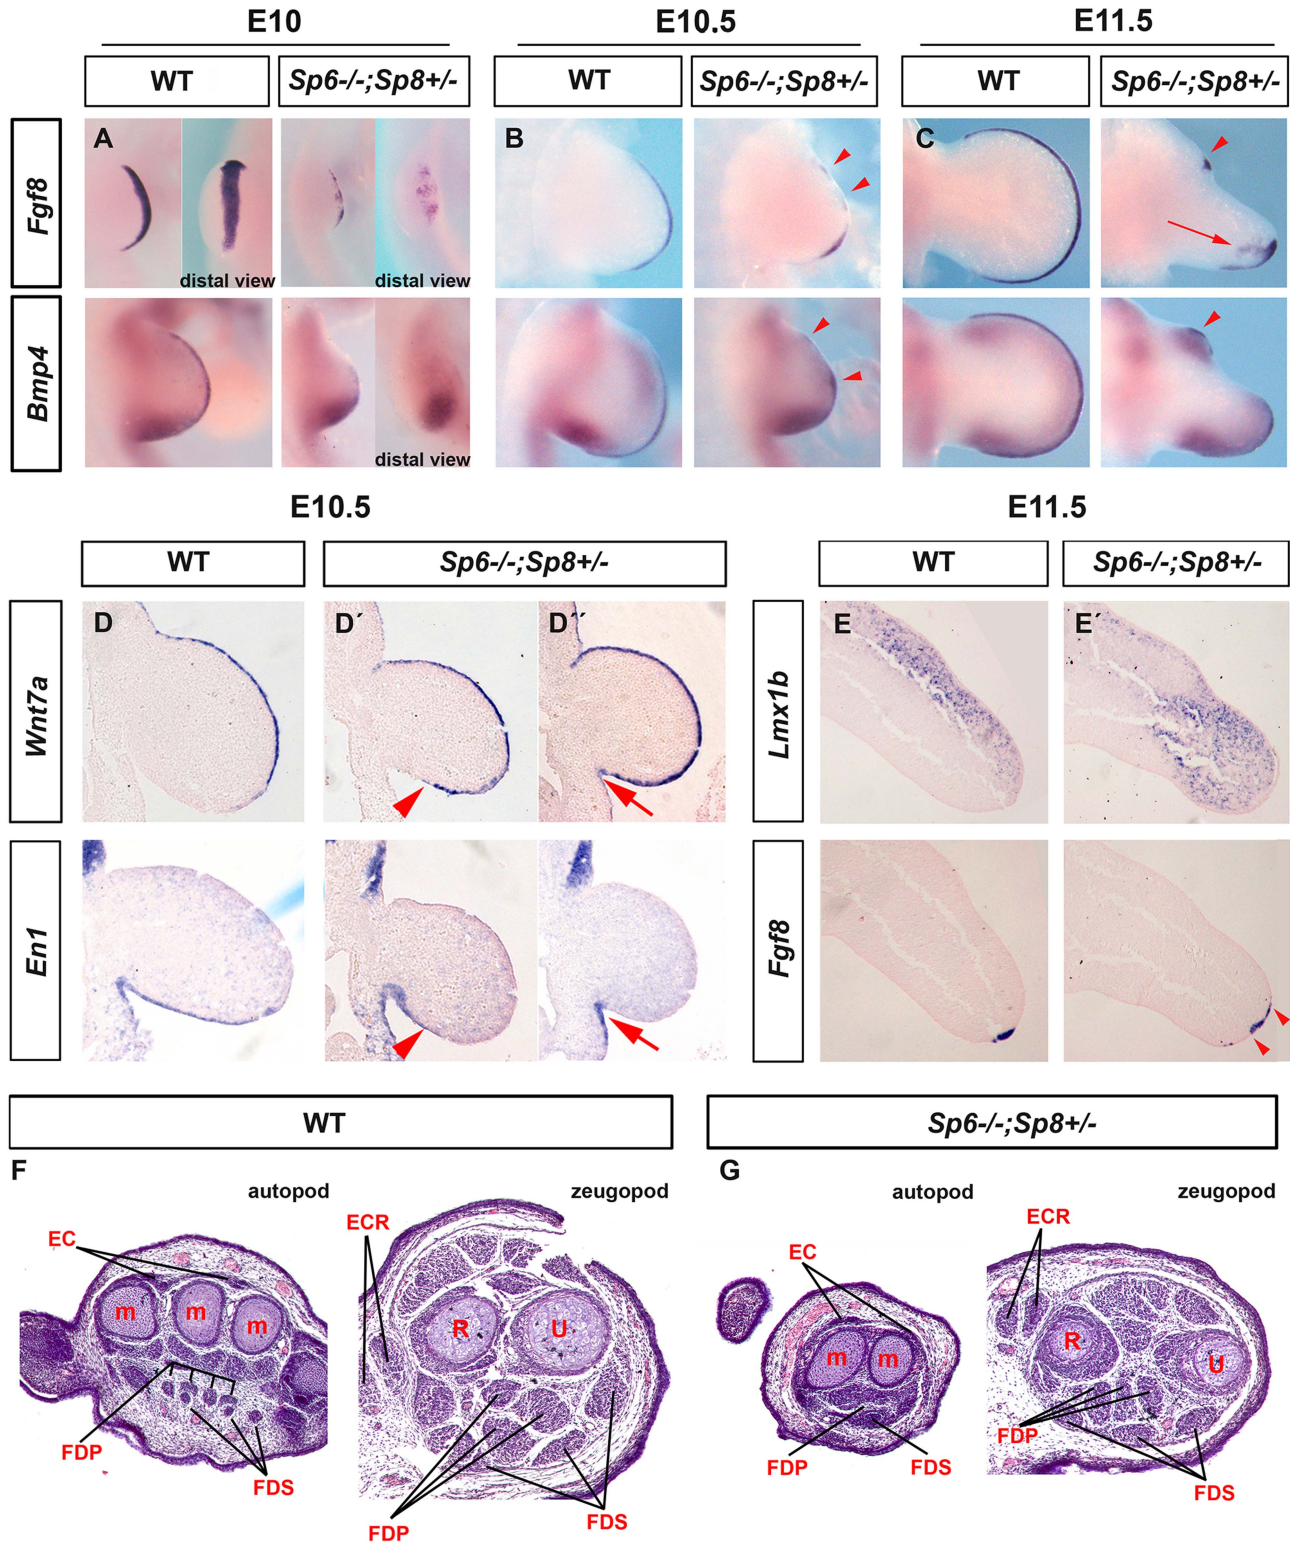 E10 E10.5 E11.5
WT Sp6-/-;Sp8+/- WT Sp6-/-;Sp8+/- WT Sp6-/-;Sp8+/-
Fgf8 A B C
distal view distal view
Bmp4
distal view
E10.5 E11.5
WT Sp6-/-;Sp8+/- WT Sp6-/-;Sp8+/-
Wnt7a D D´ D´´ Lmx1b E E´
En1 Fgf8
WT Sp6-/-;Sp8+/-
F G
autopod zeugopod autopod zeugopod
ECR ECR
EC EC
m m m R U m m R U
FDP FDS FDP FDS FDP FDS FDP FDS